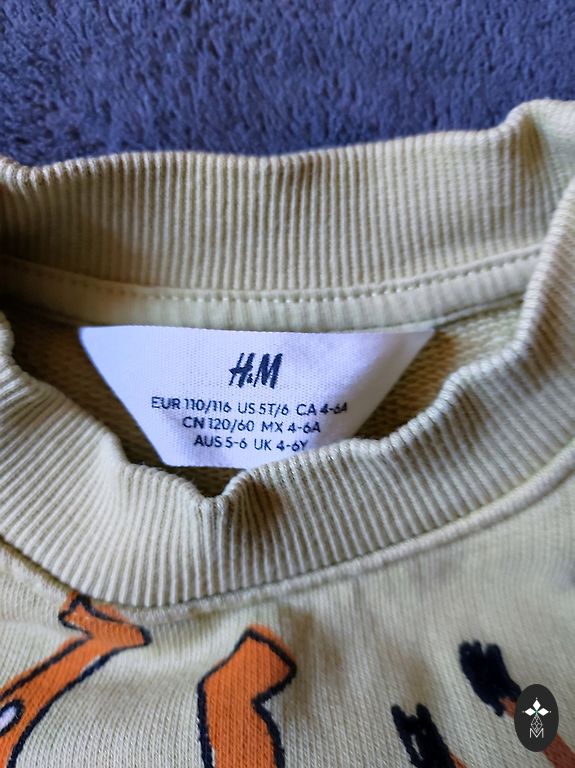 H&M
EUR 110/116 US 5T/6 CA 4-6A
CN 120/60 MX 4-6A
AUS 5-6 UK 4-6Y
M